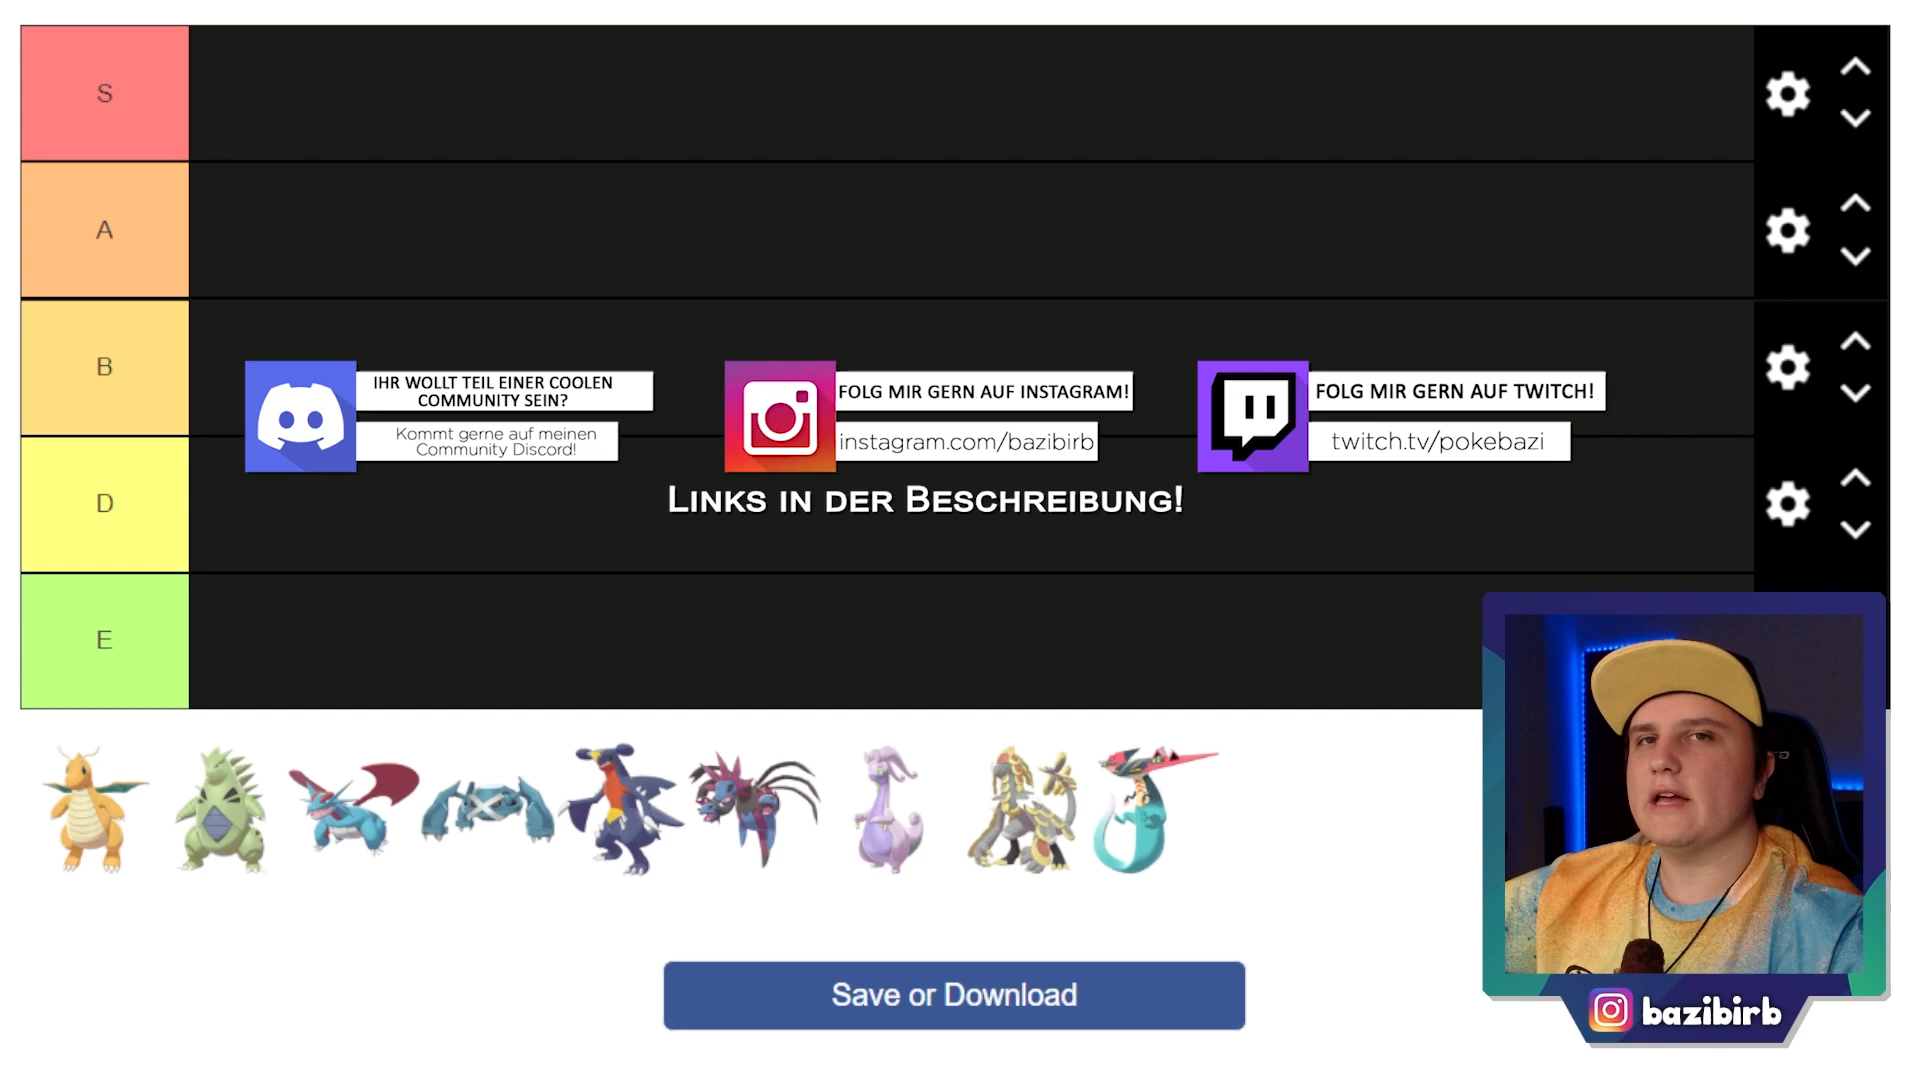 S
A
B
D
E
IHR WOLLT TEIL EINER COOLEN
COMMUNITY SEIN?
Kommt gerne auf meinen
Community Discord!
FOLG MIR GERN AUF INSTAGRAM!
instagram.com/bazibirb
FOLG MIR GERN AUF TWITCH!
twitch.tv/pokebazi
LINKS IN DER BESCHREIBUNG!
Save or Download
bazibirb